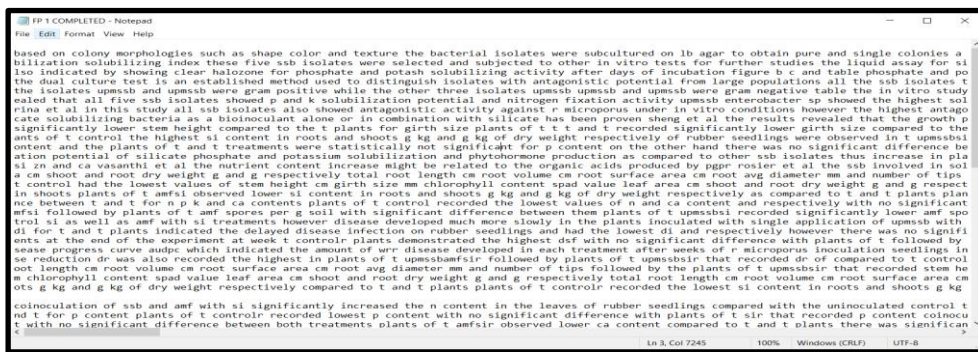 FP 1 COMPLETED - Notepad
File Edit Format View Help
based on colony morphologies such as shape color and texture the bacterial isolates were subcultured on lb agar to obtain pure and single colonies a
bilization solubilizing index these five ssb isolates were selected and subjected to other in vitro tests for further studies the liquid assay for si
lso indicated by showing clear halozone for phosphate and potash solubilizing activity after days of incubation figure b c and table phosphate and po
the dual culture test is an established method used to distinguish isolates with antagonistic potential from large populations all the ssb isolates t
the isolates upmssb and upmssb were gram positive while the other three isolates upmssb upmssb and upmssb were gram negative table the in vitro study
ealed that all five ssb isolates showed p and k solubilization potential and nitrogen fixation activity upmssb enterobacter sp showed the highest sol
rina et al in this study all ssb isolates also showed antagonistic activity against r microporus under in vitro conditions however the highest antago
cate solubilizing bacteria as a bioinoculant alone or in combination with silicate has been proven sheng et al the results revealed that the growth p
significantly lower stem height compared to the t plants for girth size plants of t t t and t recorded significantly lower girth size compared to the
ants of t control the highest si content in roots and shoots g kg and g kg of dry weight respectively of rubber seedlings were observed in t upmssbsi
ontent and the plants of t and t treatments were statistically not significant for p content on the other hand there was no significant difference be
ation potential of silicate phosphate and potassium solubilization and phytohormone production as compared to other ssb isolates thus increase in pla
si zn and ca vasanthi et al the nutrient content increase might be related to the organic acids produced by pgpr rosier et al the ssb involved in sol
a cm shoot and root dry weight g and g respectively total root length cm root volume cm root surface area cm root avg diameter mm and number of tips
t control had the lowest values of stem height cm girth size mm chlorophyll content spad value leaf area cm shoot and root dry weight g and g respect
in shoots plants of t amfsi observed lower si content in roots and shoots g kg and g kg of dry weight respectively as compared to t and t plants plan
nce between t and t for n p k and ca contents plants of t control recorded the lowest values of n and ca content and respectively with no significant
mfsi followed by plants of t amf spores per g soil with significant difference between them plants of t upmssbsi recorded significantly lower amf spo
trol si as well as amf with si treatments however disease developed much more slowly in the plants inoculated with single application of upmssb with
di for t and t plants indicated the delayed disease infection on rubber seedlings and had the lowest di and respectively however there was no signifi
ents at the end of the experiment at week t controlr plants demonstrated the highest dsf with no significant difference with plants of t followed by
sease progress curve audpc which indicated the amount of wrr disease developed in each treatment after weeks of r microporus inoculation seedlings in
se reduction dr was also recorded the highest in plants of t upmssbamfsir followed by plants of t upmssbsir that recorded dr of compared to t control
oot length cm root volume cm root surface area cm root avg diameter mm and number of tips followed by the plants of t upmssbsir that recorded stem he
m chlorophyll content spad value leaf area cm shoot and root dry weight g and g respectively total root length cm root volume cm root surface area cm
ots g kg and g kg of dry weight respectively compared to t and t plants plants of t controlr recorded the lowest si content in roots and shoots g kg
coinoculation of ssb and amf with si significantly increased the n content in the leaves of rubber seedlings compared with the uninoculated control t
nd t for p content plants of t controlr recorded lowest p content with no significant difference with plants of t sir that recorded p content coinocu
t with no significant difference between both treatments plants of t amfsir observed lower ca content compared to t and t plants there was significan
Ln 3, Col 7245 100% Windows (CRLF) UTF-8